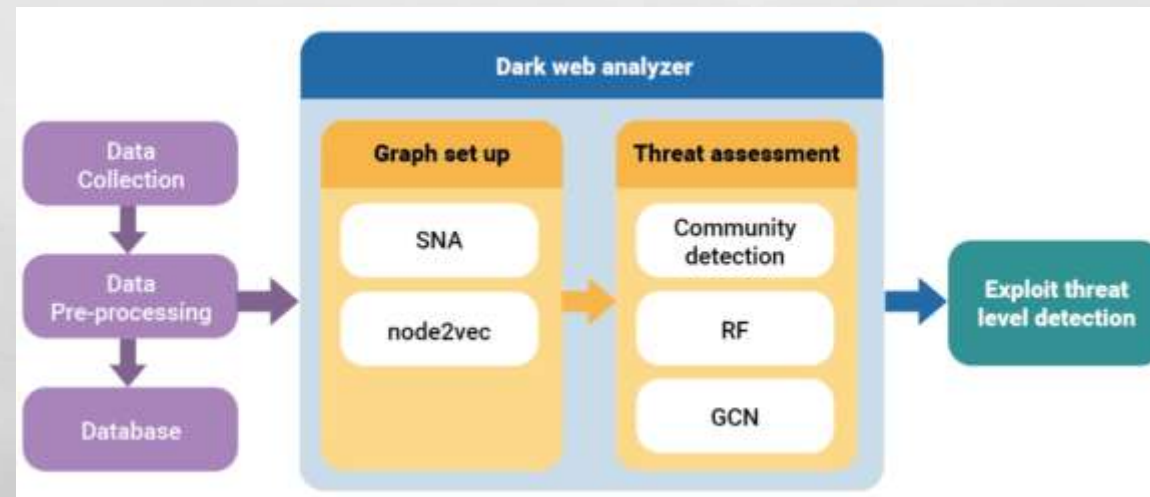 Dark web analyzer
Data
Collection
Data
Pre-processing
Database
Graph set up
SNA
node2vec
Threat assessment
Community
detection
RF
GCN
Exploit threat
level detection